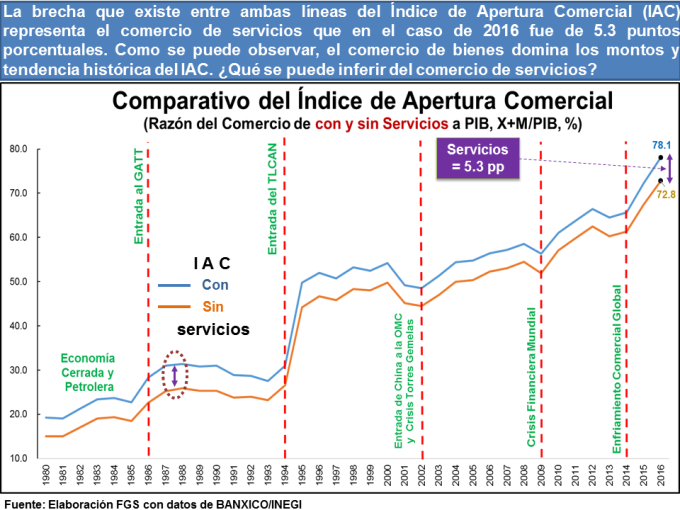 La brecha que existe entre ambas líneas del Índice de Apertura Comercial (IAC)
representa el comercio de servicios que en el caso de 2016 fue de 5.3 puntos
porcentuales. Como se puede observar, el comercio de bienes domina los montos y
tendencia histórica del IAC. ¿Qué se puede inferir del comercio de servicios?
Comparativo del Índice de Apertura Comercial
(Razón del Comercio de con y sin Servicios a PIB, X+M/PIB, %)
90.0
80.0
70.0
60.0
50.0
40.0
30.0
20.0
10.0
Entrada al GATT
Entrada del TLCAN
Servicios
= 5.3 pp
78.1
72.8
I A C
Con
Sin
servicios
Economía
Cerrada y
Petrolera
Entrada de China a la OMC
y Crisis Torres Gemelas
Crisis Financiera Mundial
Enfriamiento Comercial Global
1980 1981 1982 1983 1984 1985 1986 1987 1988 1989 1990 1991 1992 1993 1994 1995 1996 1997 1998 1999 2000 2001 2002 2003 2004 2005 2006 2007 2008 2009 2010 2011 2012 2013 2014 2015 2016
Fuente: Elaboración FGS con datos de BANXICO/INEGI